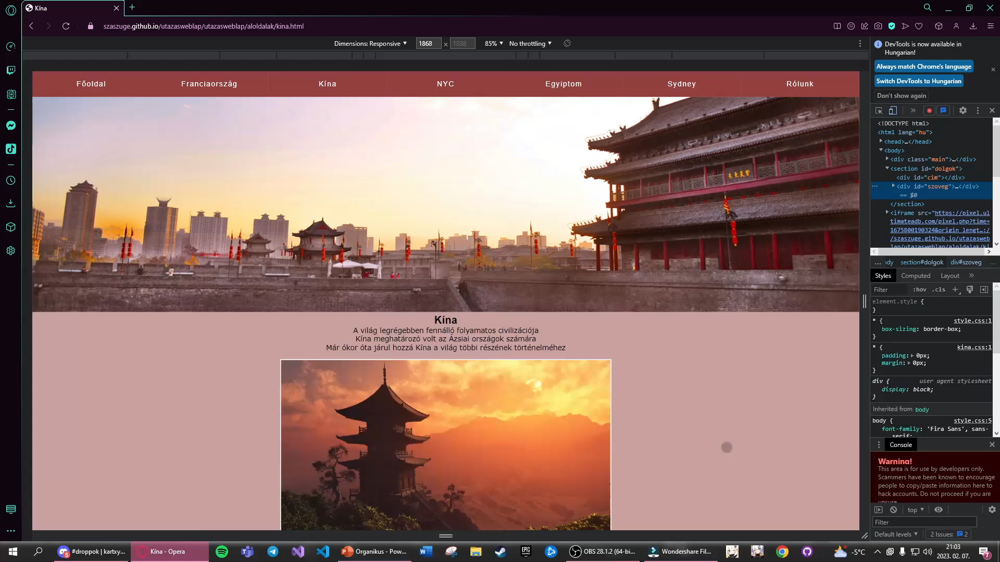 Kína
szaszuge.github.io/utazasweblap/utazasweblap/aloldalak/kina.html
Dimensions: Responsive
1868
x
1038
85%
No throttling
Főoldal
Franciaország
Kína
NYC
Egyiptom
Sydney
Rólunk
Kína
A világ legrégebben fennálló folyamatos civilizációja
Kína meghatározó volt az Ázsiai országok számára
Már ókor óta járul hozzá Kína a világ többi részének történelméhez
DevTools is now available in
Hungarian!
Always match Chrome's language
Switch DevTools to Hungarian
Don't show again
<!DOCTYPE html>
<html lang="hu">
<head>…</head>
<body>
<div class="main">…</div>
<section id="dolgok">
<div id="cim"></div>
<div id="szoveg">…</div>
== $0
</section>
<iframe src="https://pixel.ul
timateadb.com/pixel.php?time=
1675800190324&origin_lengt…:/
/szaszuge.github.io/utazasweb
lap/utazasweblap/aloldalak/ki
… ody section#dolgok div#szoveg …
Styles Computed Layout
Filter :hov .cls
element.style {
}
* { style.css:1
box-sizing: border-box;
}
* { kina.css:1
padding: 0px;
margin: 0px;
}
div { user agent stylesheet
display: block;
}
Inherited from body
body { style.css:5
font-family: 'Fira Sans', sans-
serif;
Console
Warning!
This area is for use by developers only.
Scammers have been known to encourage
people to copy/paste information here to
hack accounts. Do not proceed if you are
unsure.
top
Filter
Default levels
2 Issues: 2
#droppok | kartxy...
5
Kína - Opera
Organikus - Pow...
OBS 28.1.2 (64-bi...
Wondershare Fil...
-5°C
21:03
2023. 02. 07.
7